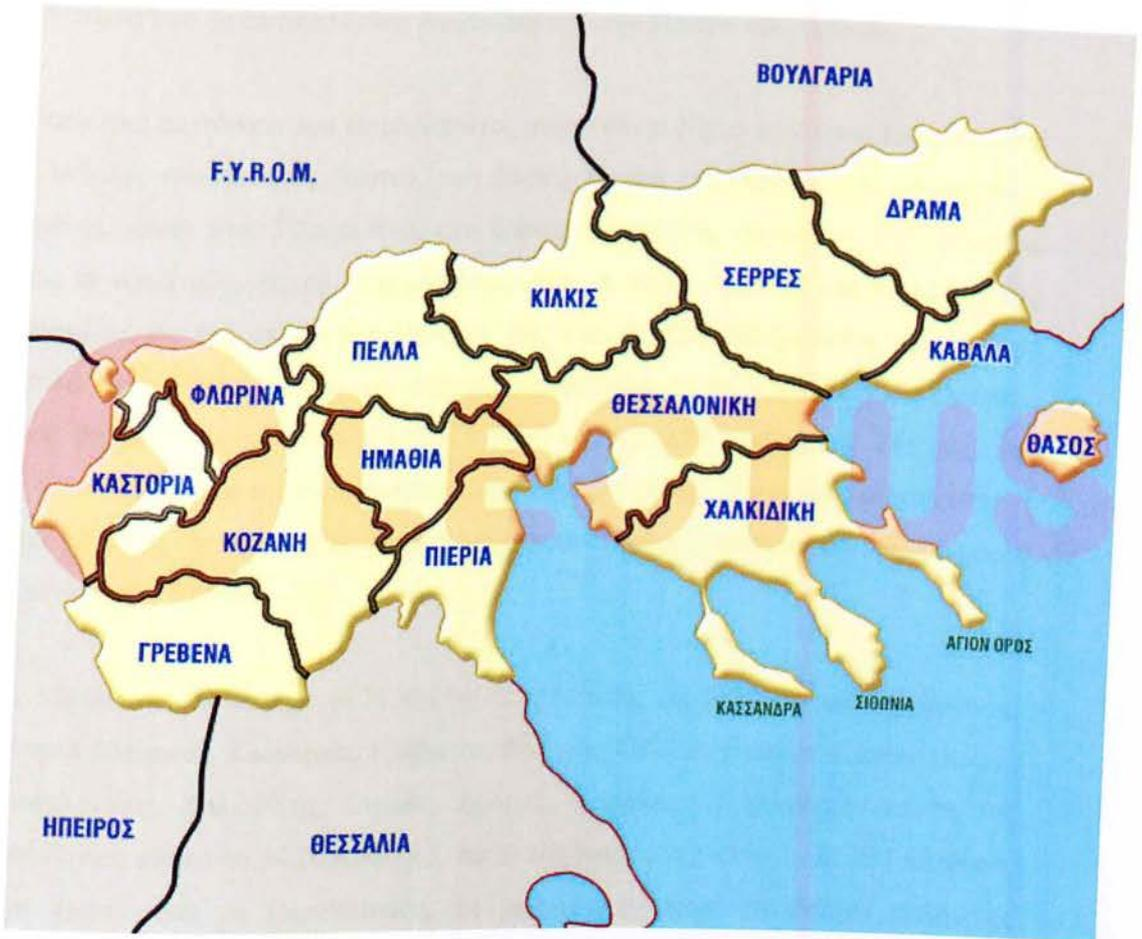 ΒΟΥΛΓΑΡΙΑ
F.Y.R.O.M.
ΔΡΑΜΑ
ΣΕΡΡΕΣ
ΚΙΛΚΙΣ
ΠΕΛΛΑ
ΚΑΒΑΛΑ
ΦΛΩΡΙΝΑ
ΘΕΣΣΑΛΟΝΙΚΗ
ΘΑΣΟΣ
ΗΜΑΘΙΑ
ΚΑΣΤΟΡΙΑ
LECTUS
ΧΑΛΚΙΔΙΚΗ
ΚΟΖΑΝΗ
ΠΙΕΡΙΑ
ΓΡΕΒΕΝΑ
ΑΓΙΟΝ ΟΡΟΣ
ΚΑΣΣΑΝΔΡΑ
ΣΙΘΩΝΙΑ
ΗΠΕΙΡΟΣ
ΘΕΣΣΑΛΙΑ